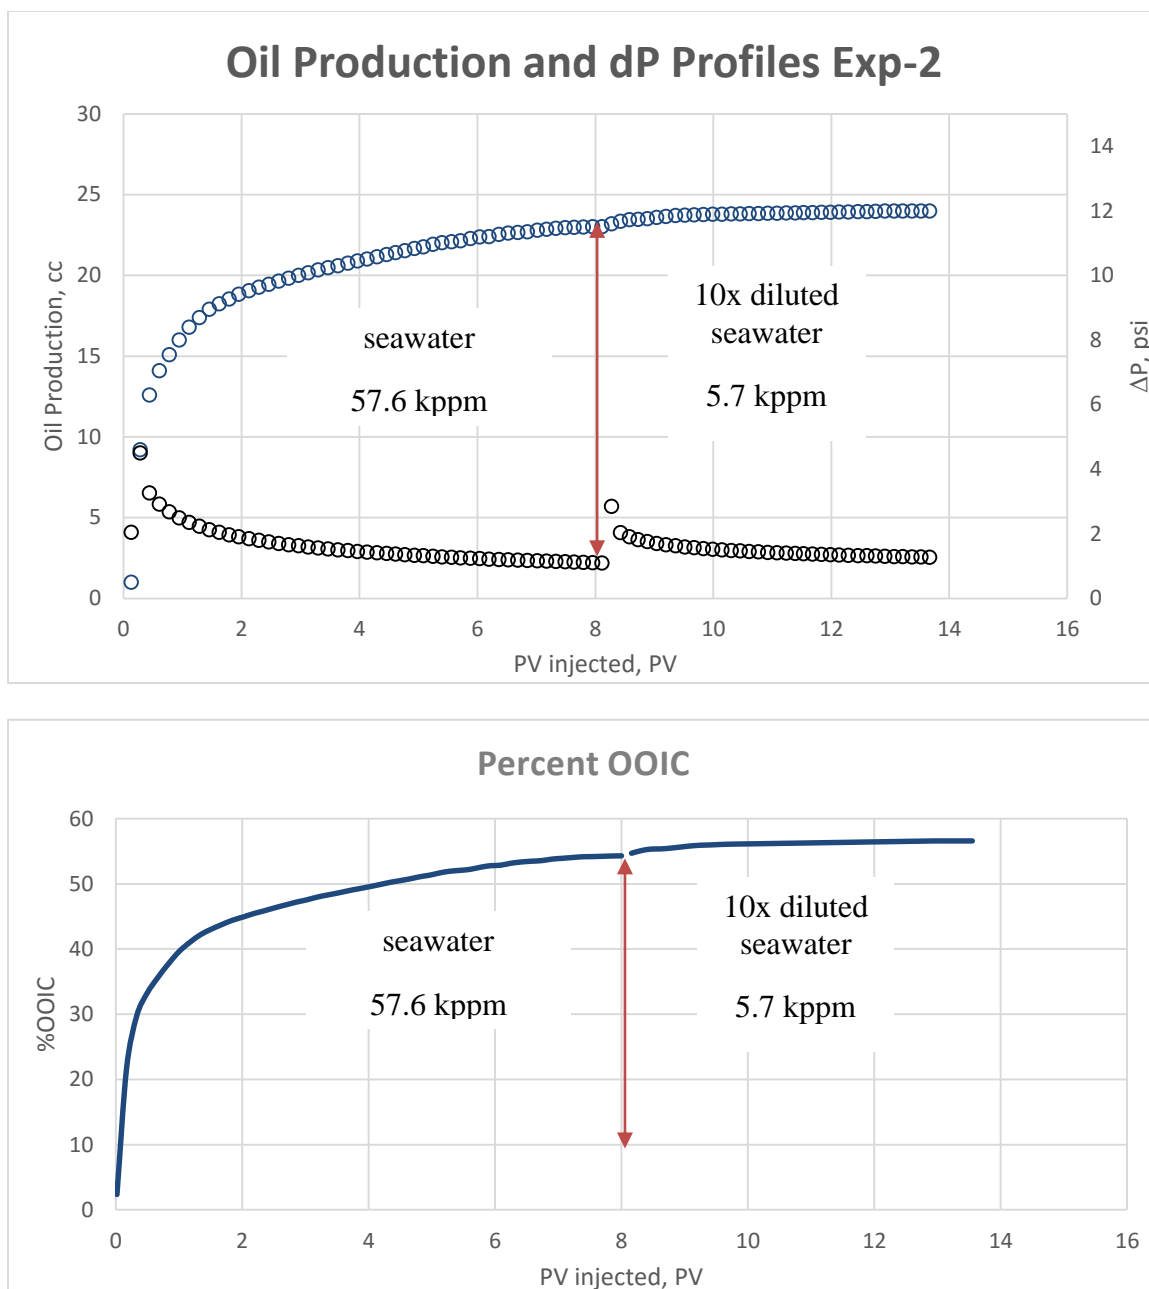 Oil Production and dP Profiles Exp-2
30
25
20
15
10
5
0
Oil Production, cc
14
12
10
8
6
4
2
0
ΔP, psi
seawater
57.6 kppm
10x diluted
seawater
5.7 kppm
0 2 4 6 8 10 12 14 16
PV injected, PV
Percent OOIC
60
50
40
30
20
10
0
%OOIC
seawater
57.6 kppm
10x diluted
seawater
5.7 kppm
0 2 4 6 8 10 12 14 16
PV injected, PV